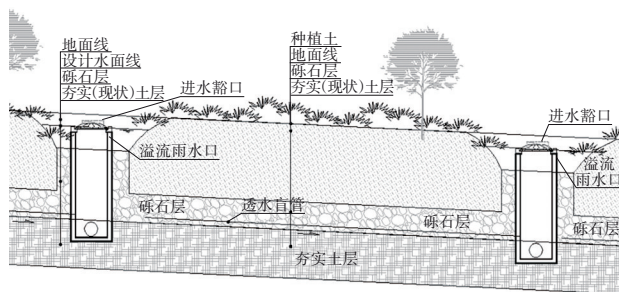 地面线
设计水面线
砾石层
夯实(现状)土层
进水豁口
溢流雨水口
种植土
地面线
砾石层
夯实(现状)土层
进水豁口
溢流
雨水口
砾石层
透水盲管
砾石层
砾石层
夯实土层